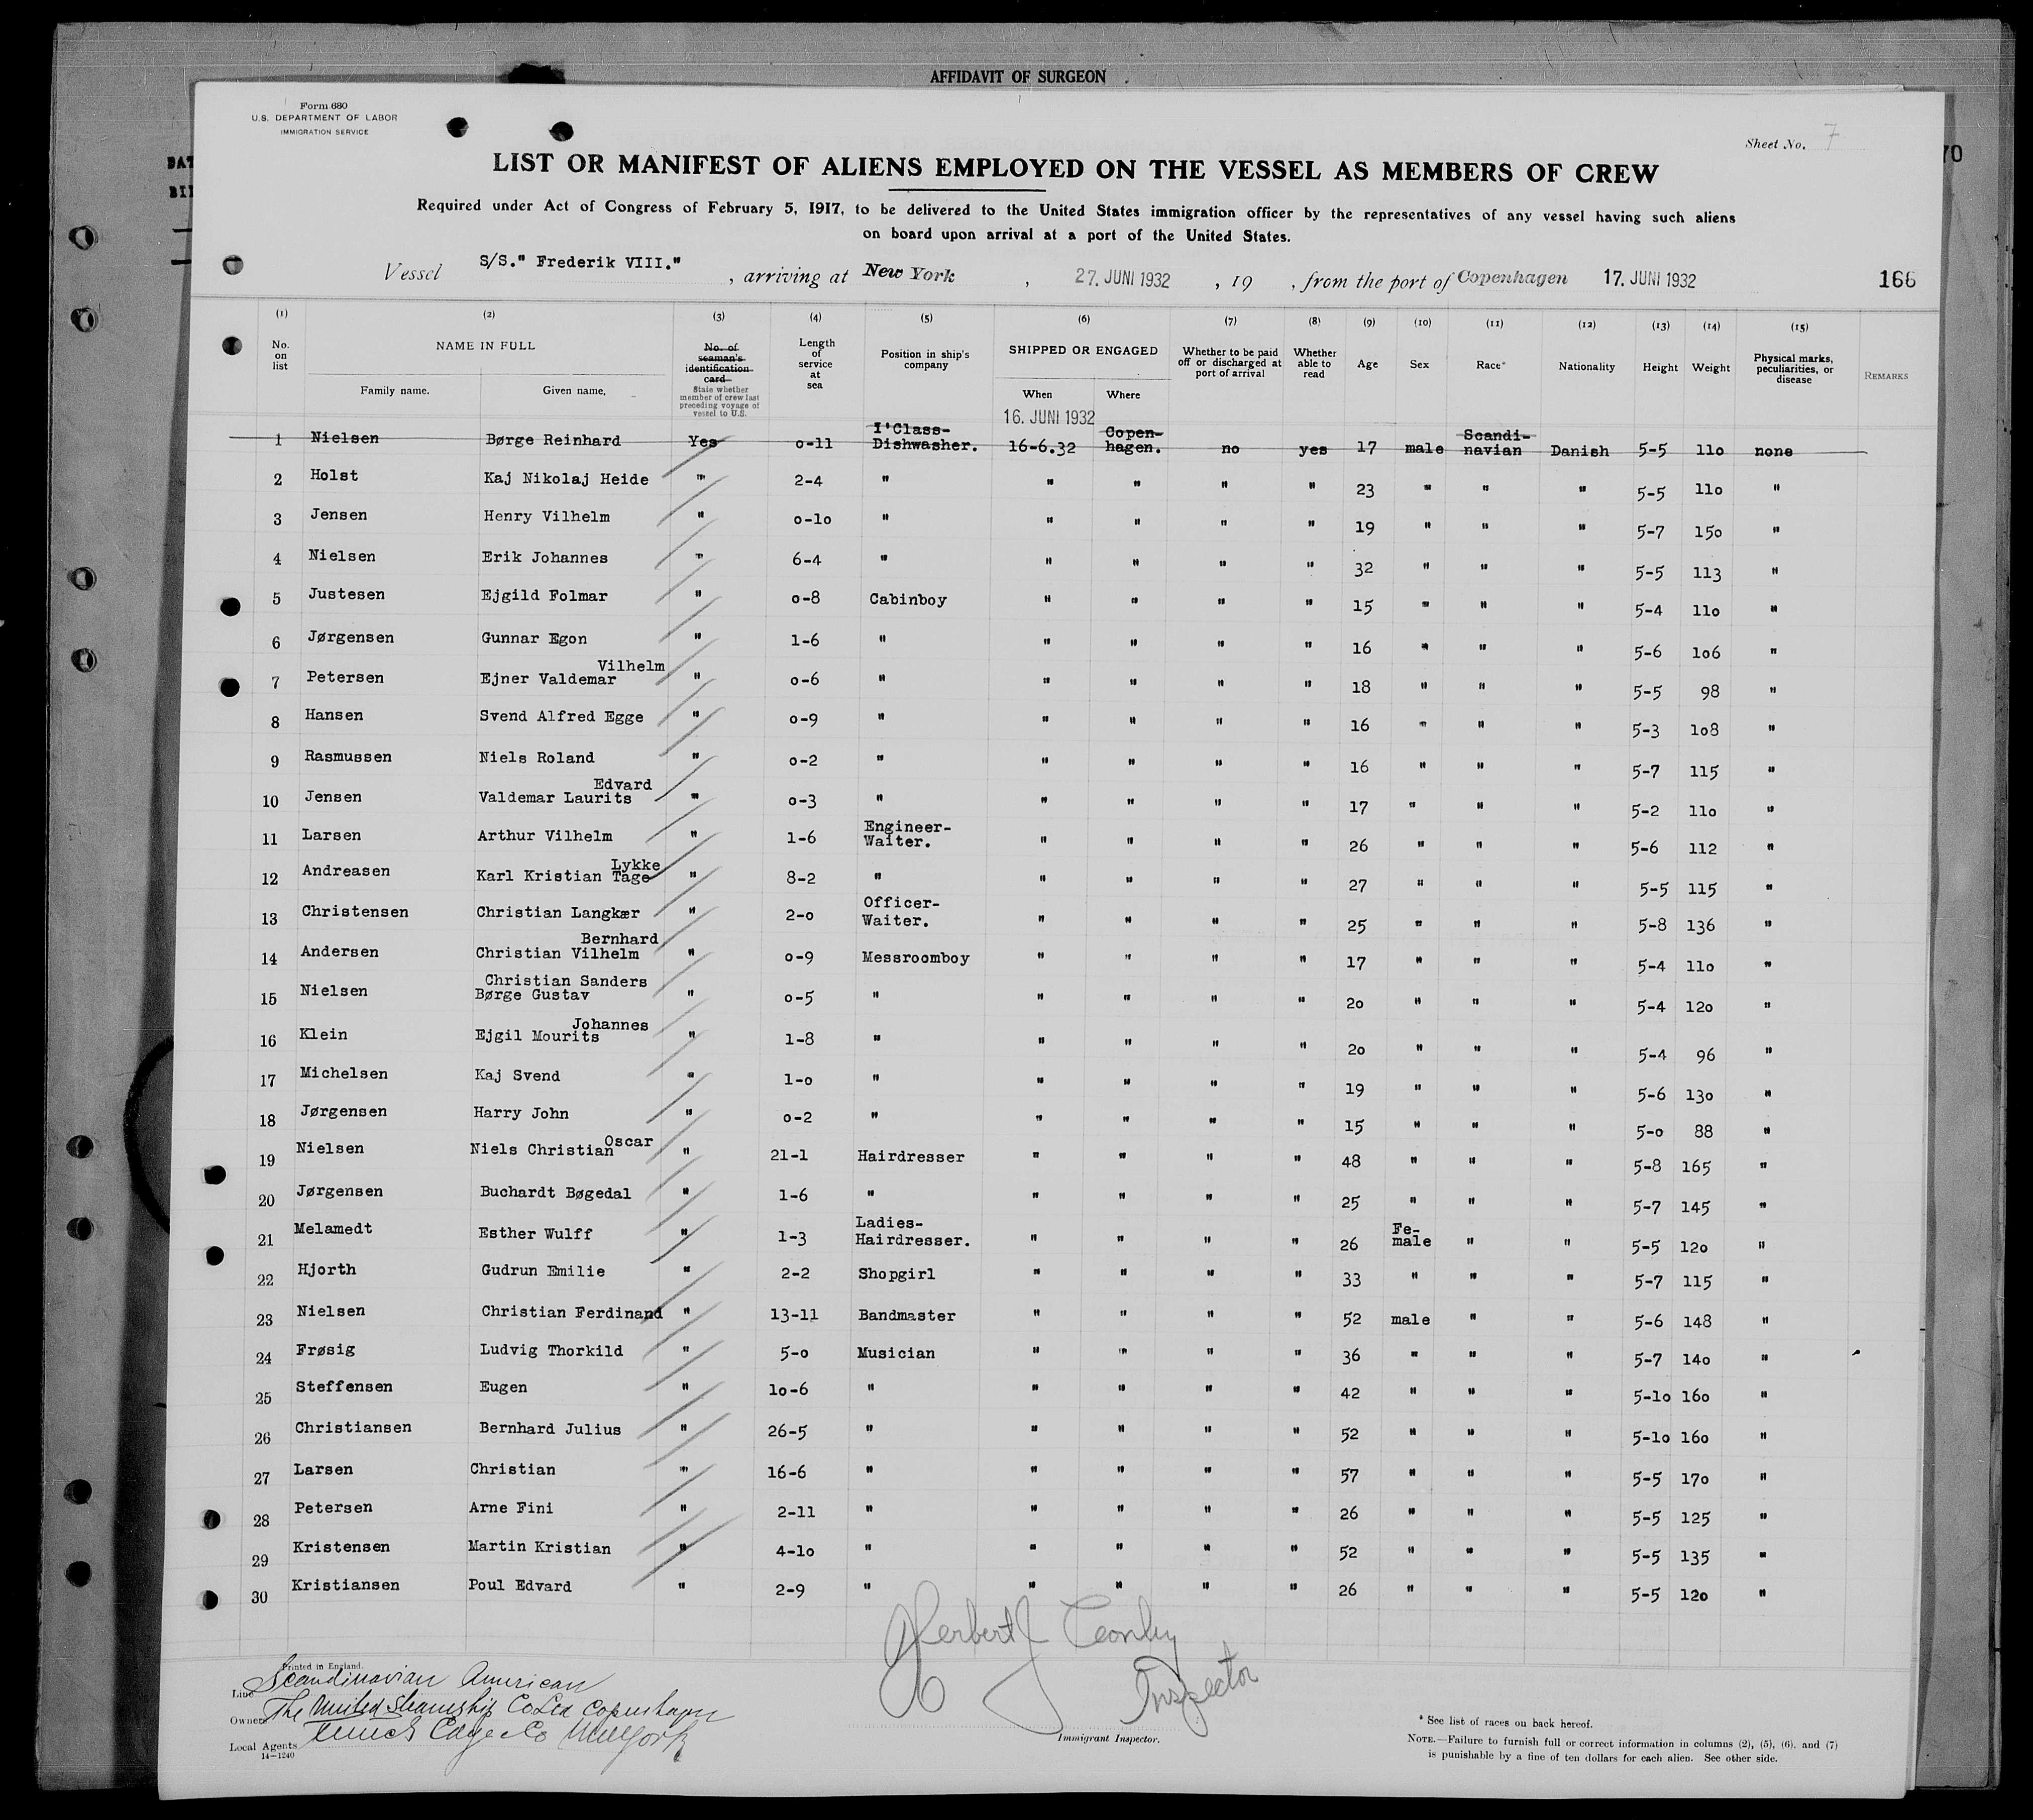 AFFIDAVIT OF SURGEON
Form 680
U.S. DEPARTMENT OF LABOR
IMMIGRATION SERVICE
Sheet No. 7
70
LIST OR MANIFEST OF ALIENS EMPLOYED ON THE VESSEL AS MEMBERS OF CREW
Required under Act of Congress of February 5, 1917, to be delivered to the United States immigration officer by the representatives of any vessel having such aliens
on board upon arrival at a port of the United States.
Vessel S/S." Frederik VIII." , arriving at New York , 27. JUNI 1932 , 19 , from the port of Copenhagen 17. JUNI 1932 166
(1) (2) (3) (4) (5) (6) (7) (8) (9) (10) (11) (12) (13) (14) (15)
No. on list NAME IN FULL Family name. Given name. No. of seaman's identification card State whether member of crew last preceding voyage of vessel to U.S. Length of service at sea Position in ship's company SHIPPED OR ENGAGED When Where Whether to be paid off or discharged at port of arrival Whether able to read Age Sex Race* Nationality Height Weight Physical marks, peculiarities, or disease REMARKS
16. JUNI 1932
1 Nielsen Børge Reinhard Yes 0-11 I'Class-Dishwasher. 16-6.32 Copen-hagen. no yes 17 male Scandi-navian Danish 5-5 110 none
2 Holst Kaj Nikolaj Heide " 2-4 " " " " " 23 " " " 5-5 110 "
3 Jensen Henry Vilhelm " 0-10 " " " " " 19 " " " 5-7 150 "
4 Nielsen Erik Johannes " 6-4 " " " " " 32 " " " 5-5 113 "
5 Justesen Ejgild Folmar " 0-8 Cabinboy " " " " 15 " " " 5-4 110 "
6 Jørgensen Gunnar Egon " 1-6 " " " " " 16 " " " 5-6 106 "
7 Petersen Ejner Valdemar Vilhelm " 0-6 " " " " " 18 " " " 5-5 98 "
8 Hansen Svend Alfred Egge " 0-9 " " " " " 16 " " " 5-3 108 "
9 Rasmussen Niels Roland " 0-2 " " " " " 16 " " " 5-7 115 "
10 Jensen Valdemar Laurits Edvard " 0-3 " " " " " 17 " " " 5-2 110 "
11 Larsen Arthur Vilhelm " 1-6 Engineer-Waiter. " " " " 26 " " " 5-6 112 "
12 Andreasen Karl Kristian Tage Lykke " 8-2 " " " " " 27 " " " 5-5 115 "
13 Christensen Christian Langkær " 2-0 Officer-Waiter. " " " " 25 " " " 5-8 136 "
14 Andersen Christian Vilhelm Bernhard " 0-9 Messroomboy " " " " 17 " " " 5-4 110 "
15 Nielsen Christian Sanders Børge Gustav " 0-5 " " " " " 20 " " " 5-4 120 "
16 Klein Ejgil Mourits Johannes " 1-8 " " " " " 20 " " " 5-4 96 "
17 Michelsen Kaj Svend " 1-0 " " " " " 19 " " " 5-6 130 "
18 Jørgensen Harry John " 0-2 " " " " " 15 " " " 5-0 88 "
19 Nielsen Niels Christian Oscar " 21-1 Hairdresser " " " " 48 " " " 5-8 165 "
20 Jørgensen Buchardt Bøgedal " 1-6 " " " " " 25 " " " 5-7 145 "
21 Melamedt Esther Wulff " 1-3 Ladies-Hairdresser. " " " " 26 Fe-male " " 5-5 120 "
22 Hjorth Gudrun Emilie " 2-2 Shopgirl " " " " 33 " " " 5-7 115 "
23 Nielsen Christian Ferdinand " 13-11 Bandmaster " " " " 52 male " " 5-6 148 "
24 Frøsig Ludvig Thorkild " 5-0 Musician " " " " 36 " " " 5-7 140 "
25 Steffensen Eugen " 10-6 " " " " " 42 " " " 5-10 160 "
26 Christiansen Bernhard Julius " 26-5 " " " " " 52 " " " 5-10 160 "
27 Larsen Christian " 16-6 " " " " " 57 " " " 5-5 170 "
28 Petersen Arne Fini " 2-11 " " " " " 26 " " " 5-5 125 "
29 Kristensen Martin Kristian " 4-10 " " " " " 52 " " " 5-5 135 "
30 Kristiansen Poul Edvard " 2-9 " " " " " 26 " " " 5-5 120 "
Herbert J
Inspector
Immigrant Inspector.
Printed in England.
Line Scandinavian American
Owners The United Steamship Co Ltd Copenhagen
Local Agents Co New York
14-1240
* See list of races on back hereof.
NOTE.—Failure to furnish full or correct information in columns (2), (5), (6), and (7)
is punishable by a fine of ten dollars for each alien. See other side.